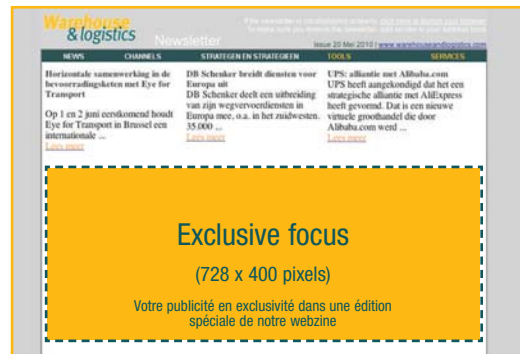 Warehouse
& logistics
Newsletter
Issue 20 Mei 2010 | www.warehouseandlogistics.com
NEWS CHANNELS STRATEGEN EN STRATEGIEEN TOOLS SERVICES
Horizontale samenwerking in de
bevoorradingsketen met Eye for
Transport
Op 1 en 2 juni eerstkomend houdt
Eye for Transport in Brussel een
internationale ...
Lees meer
DB Schenker breidt diensten voor
Europa uit
DB Schenker deelt een uitbreiding
van zijn wegvervoerdiensten in
Europa mee, o.a. in het zuidwesten.
35.000 ...
Lees meer
UPS: alliantie met Alibaba.com
UPS heeft aangekondigd dat het een
strategische alliantie met AliExpress
heeft gevormd. Dat is een nieuwe
virtuele groothandel die door
Alibaba.com werd ...
Lees meer
Exclusive focus
(728 x 400 pixels)
Votre publicité en exclusivité dans une édition
spéciale de notre webzine